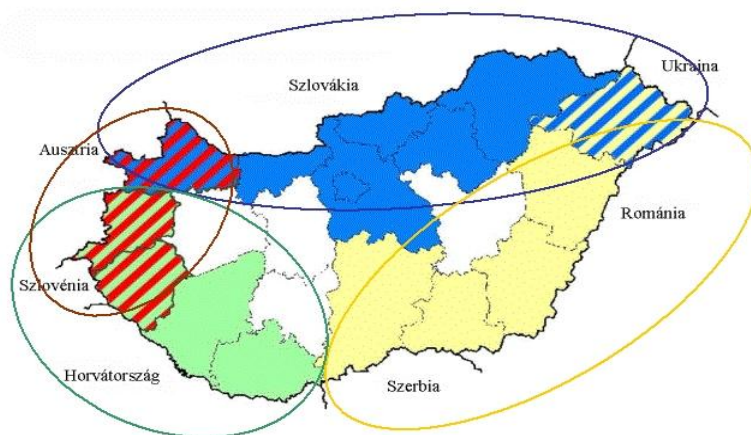 Ukrajna
Szlovákia
Ausztria
Románia
Szlovénia
Horvátország
Szerbia